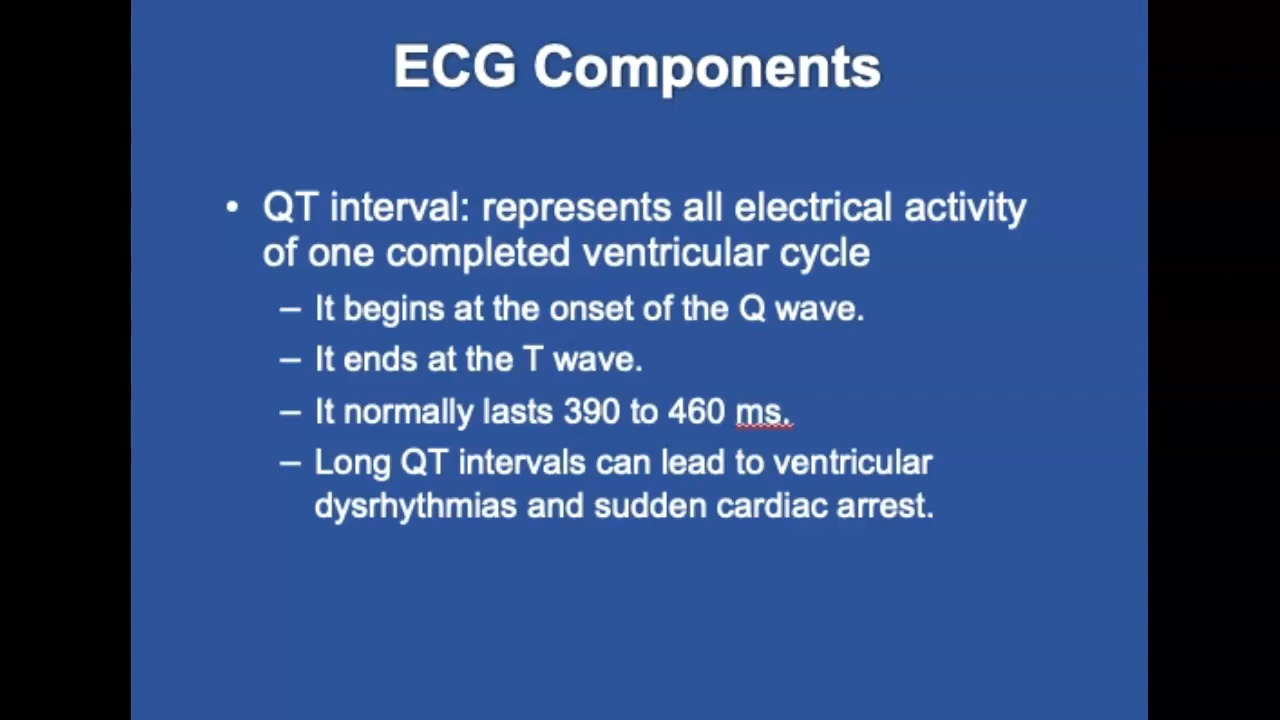 ECG Components
• QT interval: represents all electrical activity
of one completed ventricular cycle
– It begins at the onset of the Q wave.
– It ends at the T wave.
– It normally lasts 390 to 460 ms.
– Long QT intervals can lead to ventricular
dysrhythmias and sudden cardiac arrest.